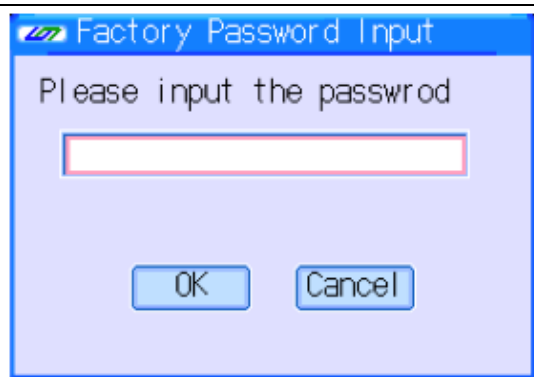 Factory Password Input
Please input the passwrod
OK
Cancel